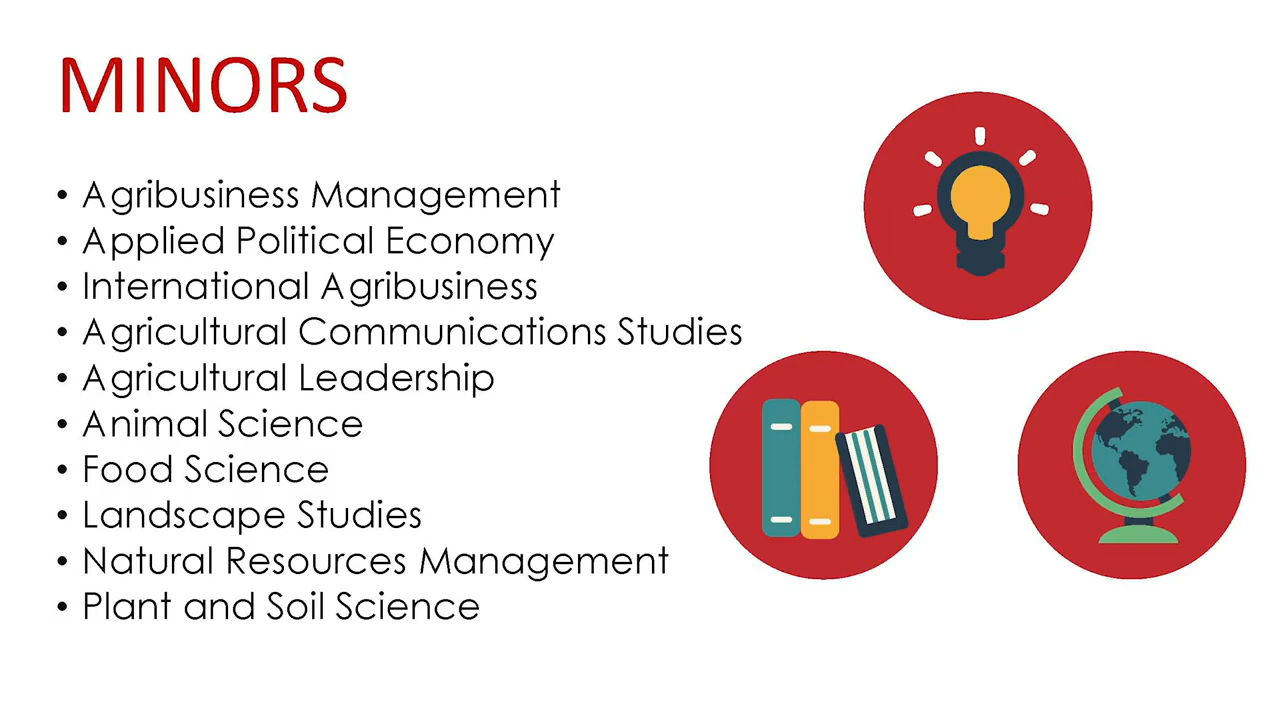 MINORS
• Agribusiness Management
• Applied Political Economy
• International Agribusiness
• Agricultural Communications Studies
• Agricultural Leadership
• Animal Science
• Food Science
• Landscape Studies
• Natural Resources Management
• Plant and Soil Science